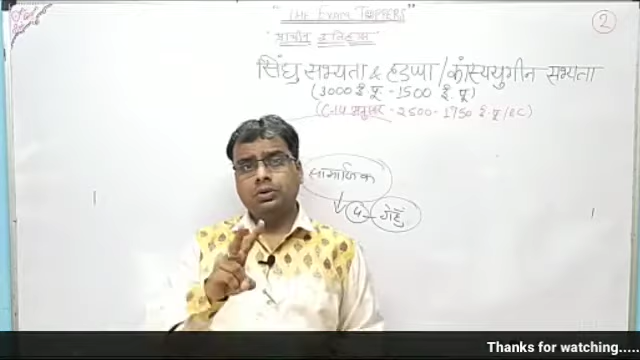 "THE EXAM TOPPERS"
2
"प्राचीन इतिहास"
सिंघु सभ्यता & हडप्पा/कांस्ययुगीन सभ्यता
(3000 ई.पू. - 1500 ई.पू)
(C-14 अनुसार - 2500 - 1750 ई.पू/BC)
गेहूँ
Thanks for watching.....